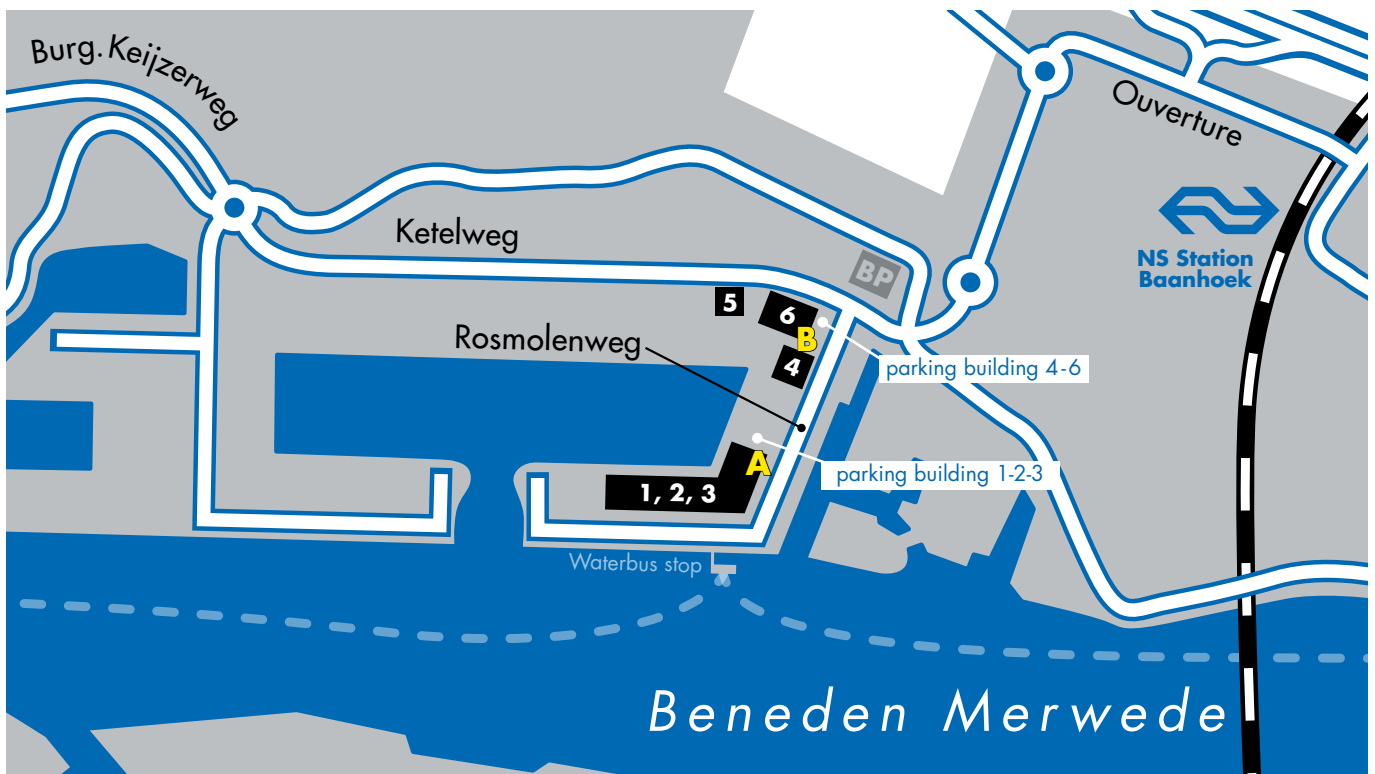 Burg. Keijzerweg
Ouverture
Ketelweg
BP
NS Station
Baanhoek
5
6
B
Rosmolenweg
4
parking building 4-6
A
parking building 1-2-3
1, 2, 3
Waterbus stop
Beneden Merwede